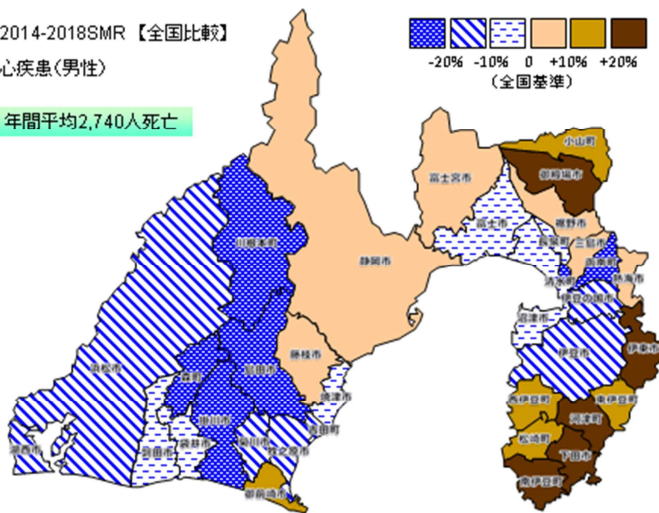 2014-2018SMR【全国比較】
心疾患(男性)
年間平均2,740人死亡
-20% -10% 0 +10% +20%
(全国基準)
小山町
御殿場市
富士宮市
裾野市
富士市
長泉町
三島市
川根本町
静岡市
函南町
熱海市
清水町
伊豆の国市
沼津市
伊豆市
伊東市
浜松市
藤枝市
島田市
森町
焼津市
西伊豆町
東伊豆町
掛川市
吉田町
河津町
湖西市
磐田市
袋井市
菊川市
牧之原市
松崎町
下田市
南伊豆町
御前崎市